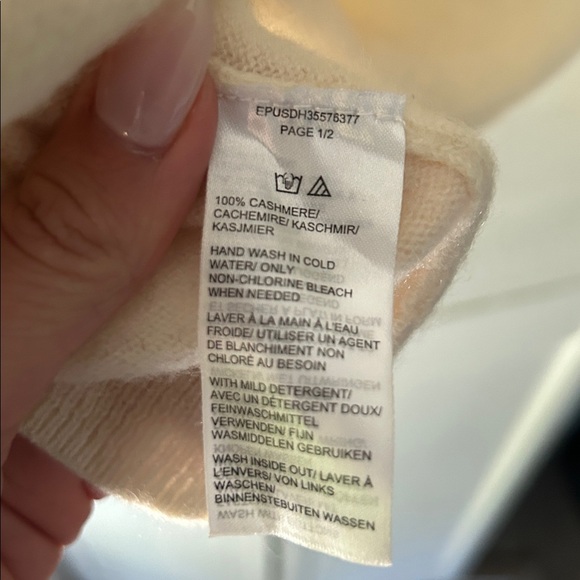 EPUSDH35576377
PAGE 1/2
100% CASHMERE/
CACHEMIRE/ KASCHMIR/
KASJMIER
HAND WASH IN COLD
WATER/ ONLY
NON-CHLORINE BLEACH
WHEN NEEDED
LAVER À LA MAIN À L'EAU
FROIDE/ UTILISER UN AGENT
DE BLANCHIMENT NON
CHLORÉ AU BESOIN
WITH MILD DETERGENT/
AVEC UN DÉTERGENT DOUX/
FEINWASCHMITTEL
VERWENDEN/ FIJN
WASMIDDELEN GEBRUIKEN
WASH INSIDE OUT/ LAVER À
L'ENVERS/ VON LINKS
WASCHEN/
BINNENSTEBUITEN WASSEN